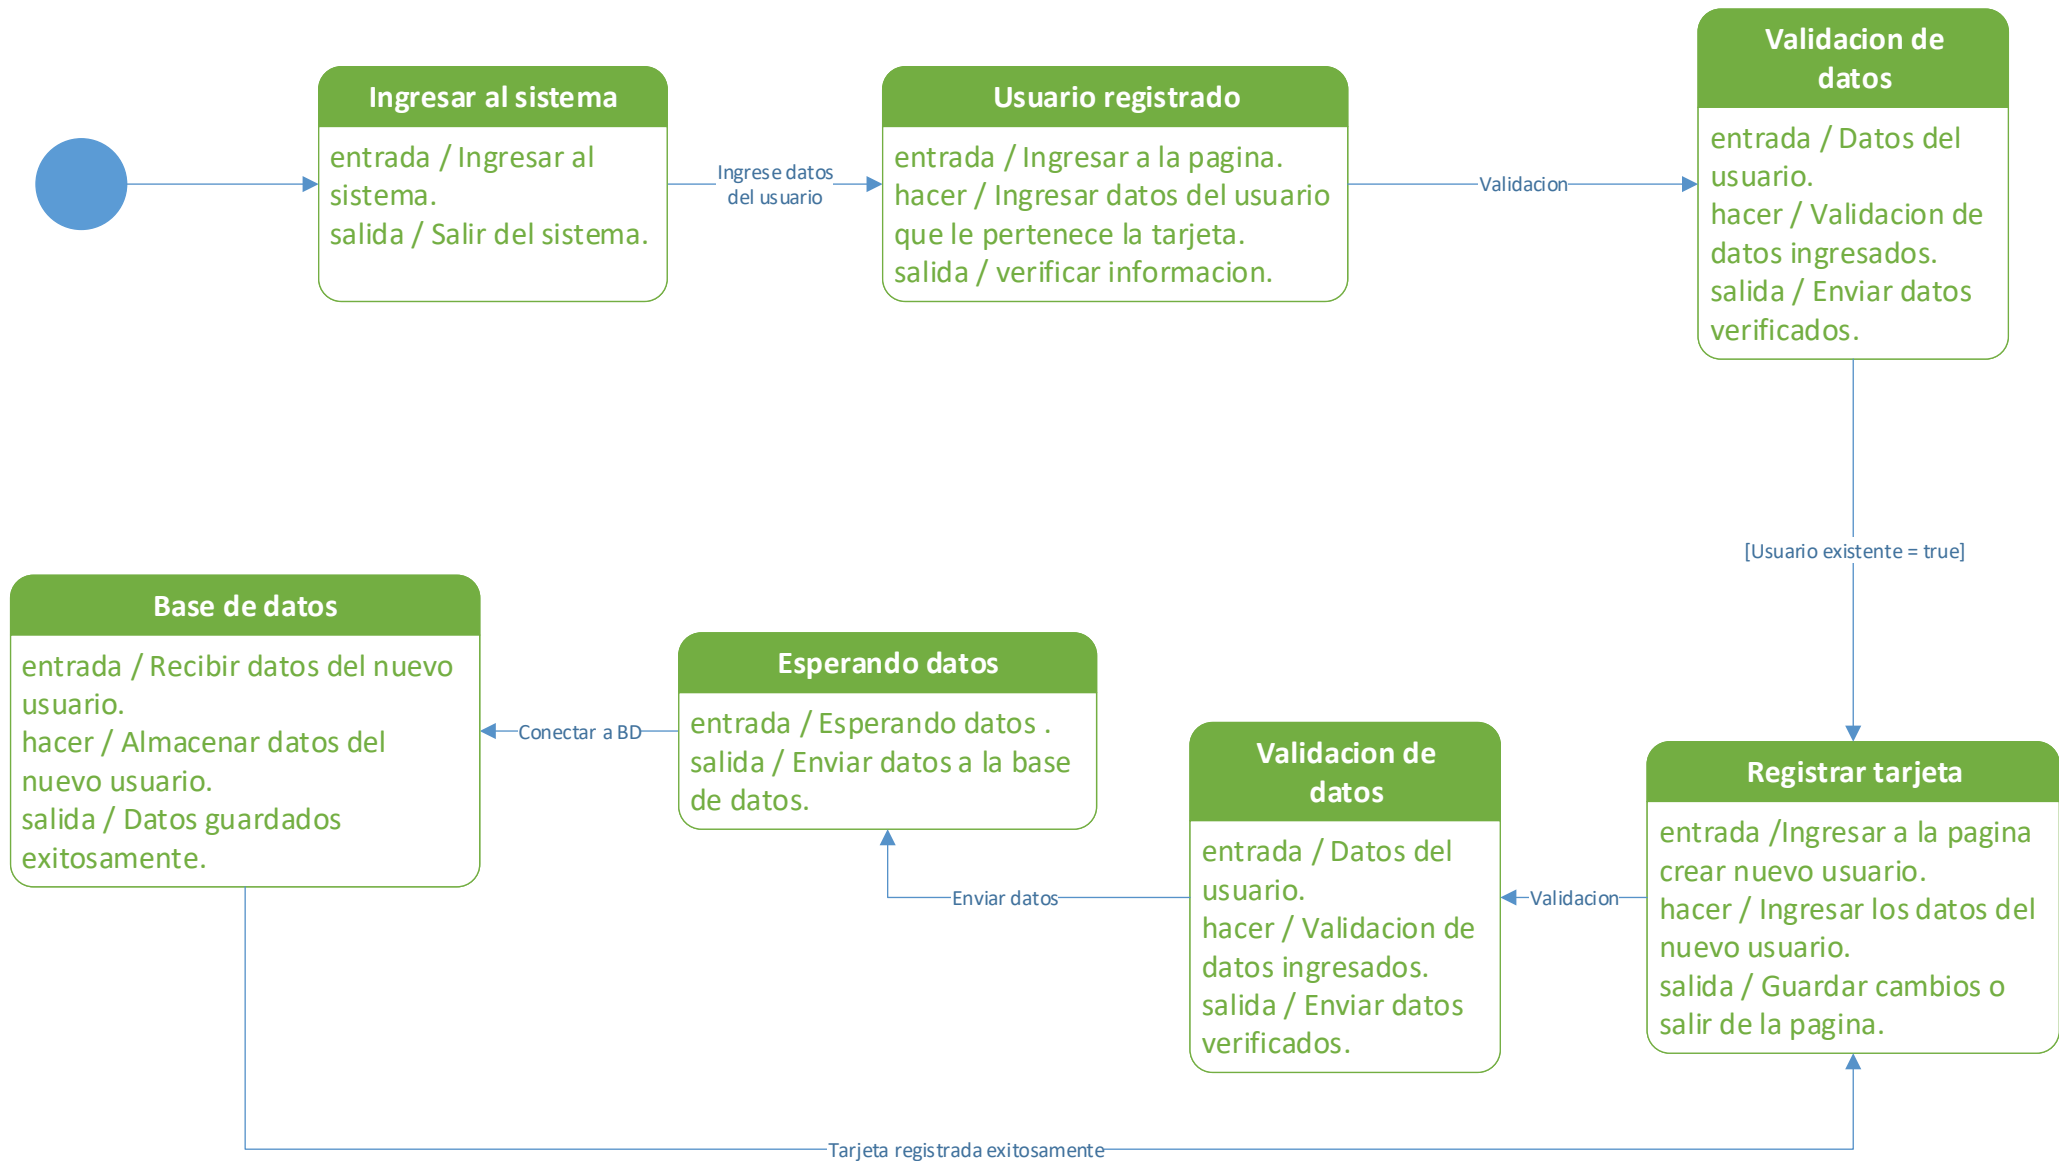 Ingresar al sistema
entrada / Ingresar al
sistema.
salida / Salir del sistema.
Ingrese datos
del usuario
Usuario registrado
entrada / Ingresar a la pagina.
hacer / Ingresar datos del usuario
que le pertenece la tarjeta.
salida / verificar informacion.
Validacion
Validacion de
datos
entrada / Datos del
usuario.
hacer / Validacion de
datos ingresados.
salida / Enviar datos
verificados.
[Usuario existente = true]
Registrar tarjeta
entrada /Ingresar a la pagina
crear nuevo usuario.
hacer / Ingresar los datos del
nuevo usuario.
salida / Guardar cambios o
salir de la pagina.
Validacion
Validacion de
datos
entrada / Datos del
usuario.
hacer / Validacion de
datos ingresados.
salida / Enviar datos
verificados.
Enviar datos
Esperando datos
entrada / Esperando datos .
salida / Enviar datos a la base
de datos.
Conectar a BD
Base de datos
entrada / Recibir datos del nuevo
usuario.
hacer / Almacenar datos del
nuevo usuario.
salida / Datos guardados
exitosamente.
Tarjeta registrada exitosamente